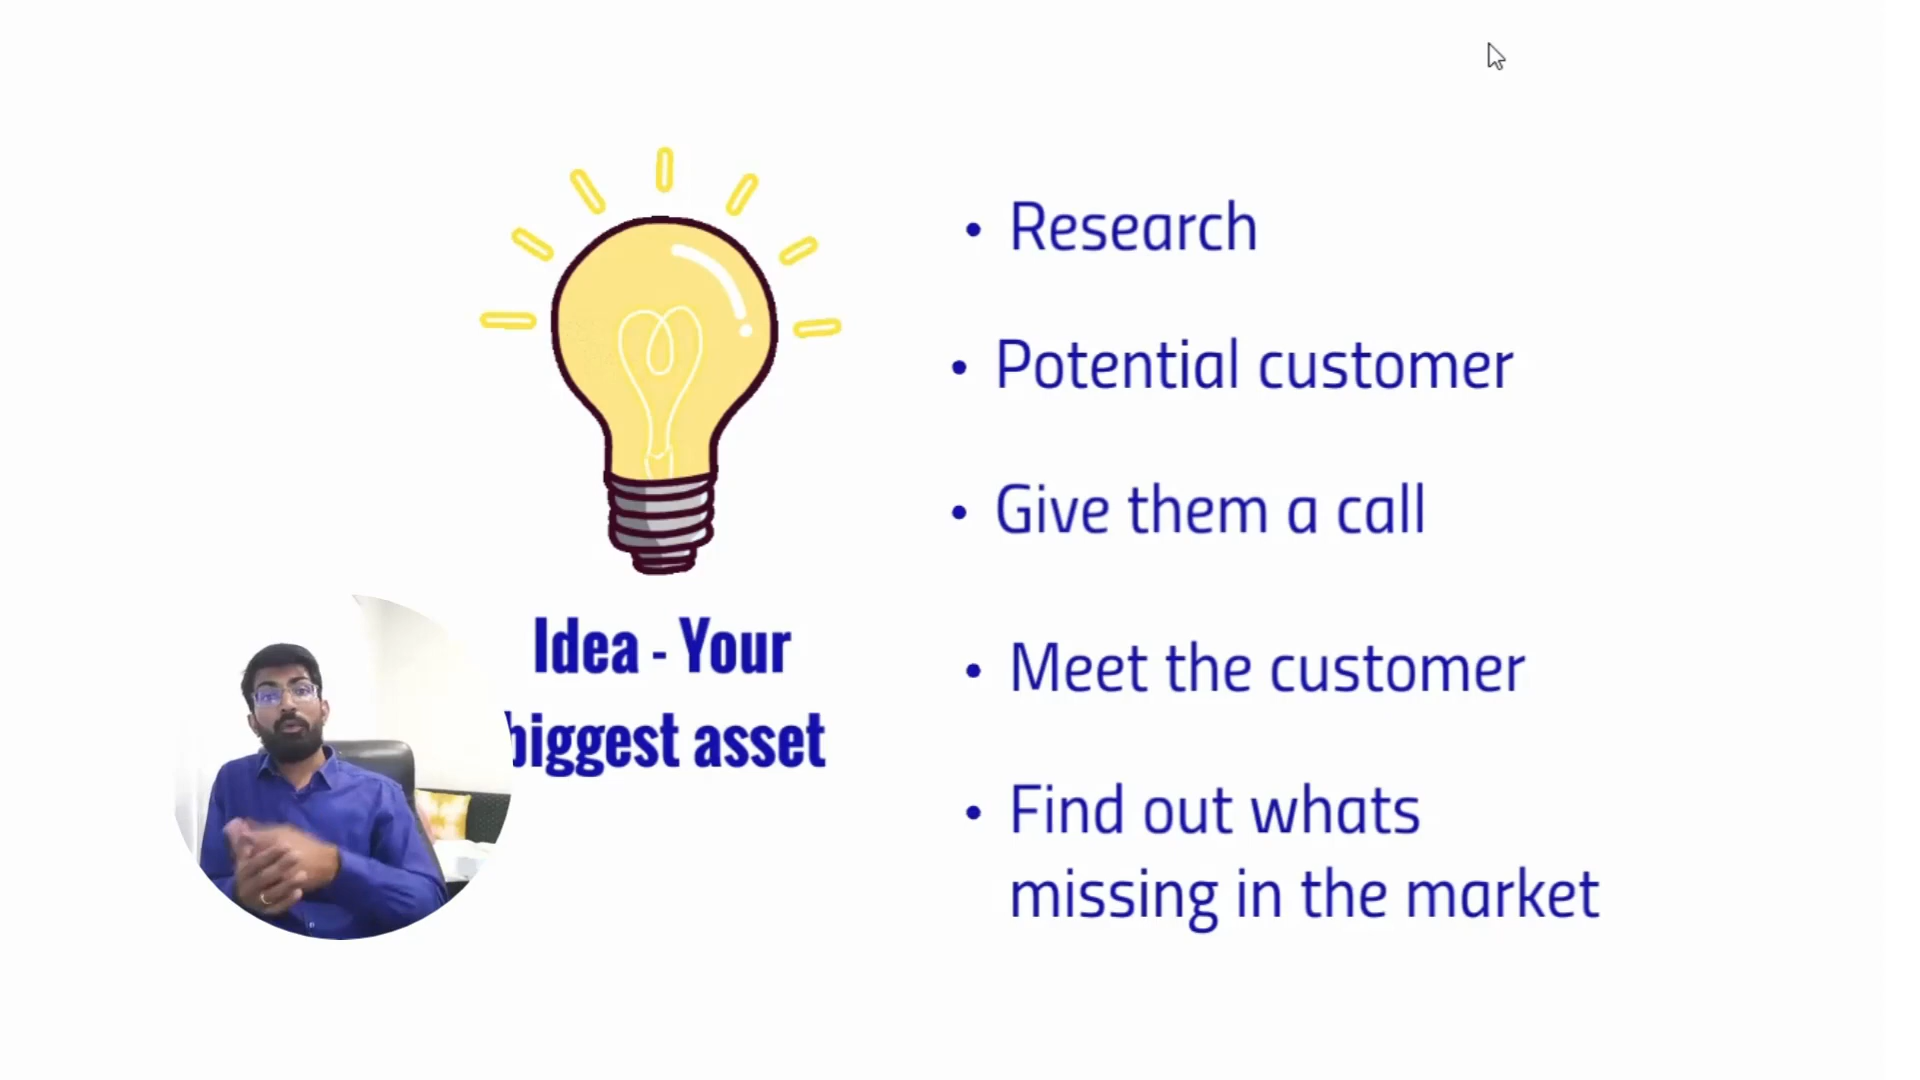 Idea - Your
biggest asset
• Research
• Potential customer
• Give them a call
• Meet the customer
• Find out whats
missing in the market